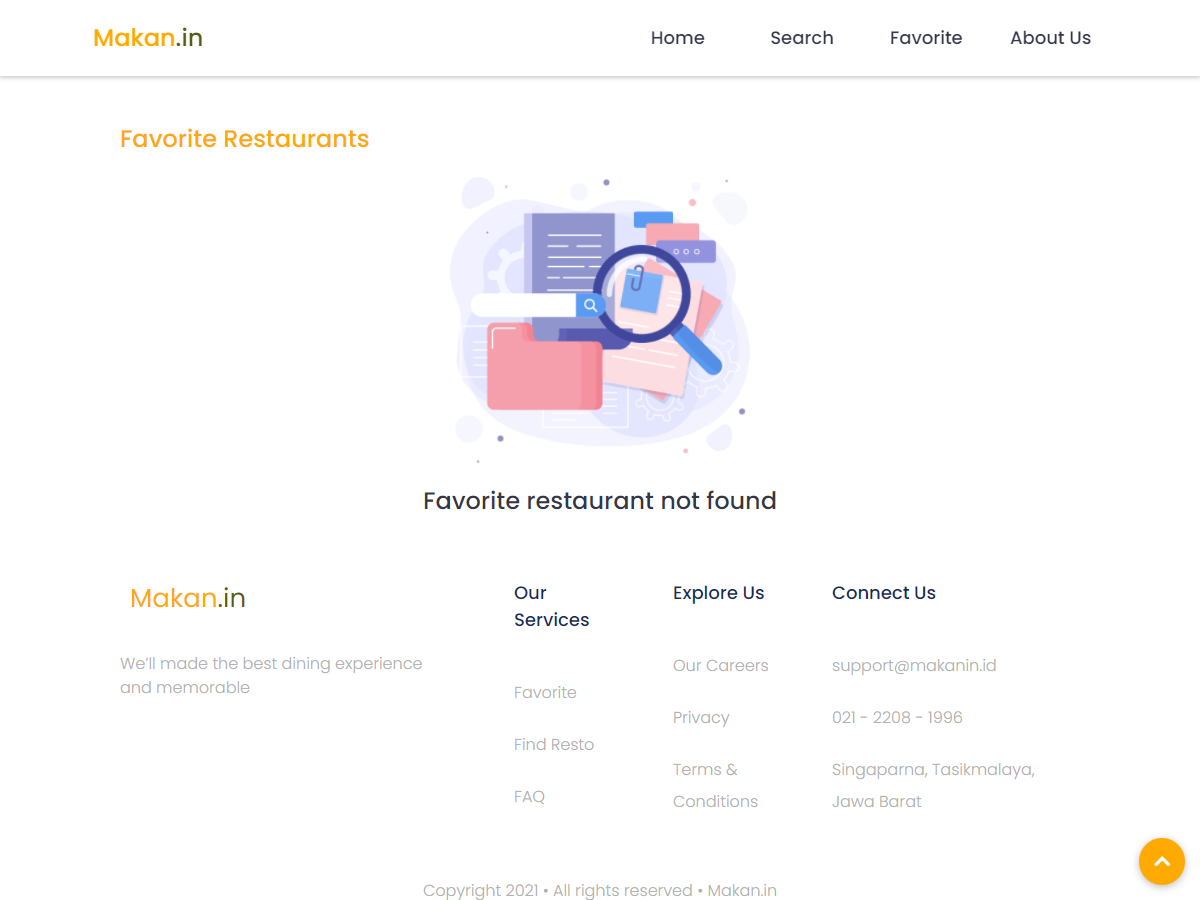 Makan.in
Home
Search
Favorite
About Us
Favorite Restaurants
Favorite restaurant not found
Makan.in
We’ll made the best dining experience
and memorable
Our
Services
Favorite
Find Resto
FAQ
Explore Us
Our Careers
Privacy
Terms &
Conditions
Connect Us
support@makanin.id
021 - 2208 - 1996
Singaparna, Tasikmalaya,
Jawa Barat
Copyright 2021 • All rights reserved • Makan.in